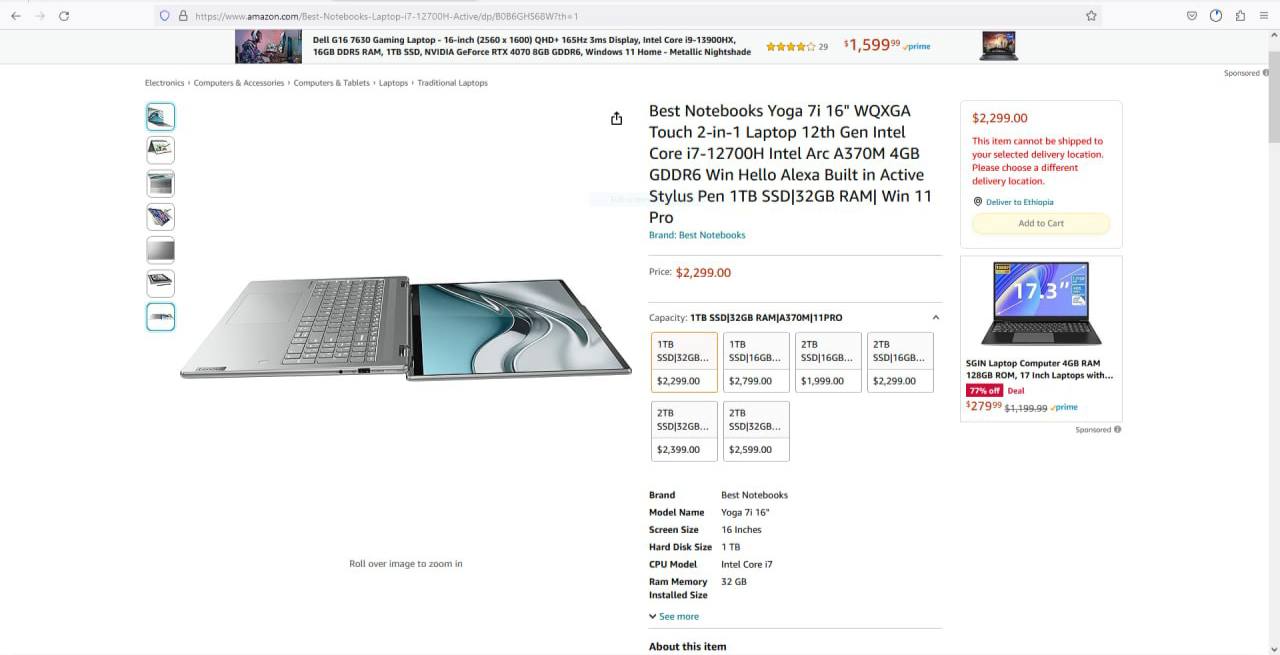 https://www.amazon.com/Best-Notebooks-Laptop-i7-12700H-Active/dp/B0B6GHS68W?th=1
Dell G16 7630 Gaming Laptop - 16-inch (2560 x 1600) QHD+ 165Hz 3ms Display, Intel Core i9-13900HX,
16GB DDR5 RAM, 1TB SSD, NVIDIA GeForce RTX 4070 8GB GDDR6, Windows 11 Home - Metallic Nightshade
29
$1,599.99 prime
Sponsored
Electronics › Computers & Accessories › Computers & Tablets › Laptops › Traditional Laptops
Best Notebooks Yoga 7i 16" WQXGA
Touch 2-in-1 Laptop 12th Gen Intel
Core i7-12700H Intel Arc A370M 4GB
GDDR6 Win Hello Alexa Built in Active
Stylus Pen 1TB SSD|32GB RAM| Win 11
Pro
Brand: Best Notebooks
Price: $2,299.00
Capacity: 1TB SSD|32GB RAM|A370M|11PRO
1TB
SSD|32GB...
$2,299.00
1TB
SSD|16GB...
$2,799.00
2TB
SSD|16GB...
$1,999.00
2TB
SSD|16GB...
$2,299.00
2TB
SSD|32GB...
$2,399.00
2TB
SSD|32GB...
$2,599.00
Brand Best Notebooks
Model Name Yoga 7i 16"
Screen Size 16 Inches
Hard Disk Size 1 TB
CPU Model Intel Core i7
Ram Memory 32 GB
Installed Size
See more
About this item
Roll over image to zoom in
$2,299.00
This item cannot be shipped to
your selected delivery location.
Please choose a different
delivery location.
Deliver to Ethiopia
Add to Cart
17.3"
SGIN Laptop Computer 4GB RAM
128GB ROM, 17 Inch Laptops with...
77% off Deal
$279.99 $1,199.99 prime
Sponsored